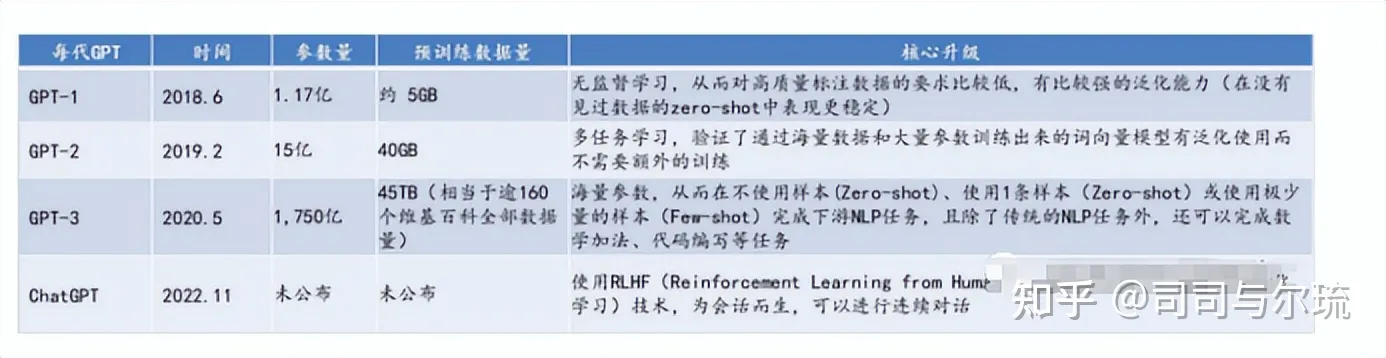 每代GPT 时间 参数量 预训练数据量 核心升级
GPT-1 2018.6 1.17亿 约 5GB
无监督学习，从而对高质量标注数据的要求比较低，有比较强的泛化能力（在没有
见过数据的zero-shot中表现更稳定）
GPT-2 2019.2 15亿 40GB
多任务学习，验证了通过海量数据和大量参数训练出来的词向量模型有泛化使用而
不需要额外的训练
GPT-3 2020.5 1,750亿
45TB（相当于逾160
个维基百科全部数据
量）
海量参数，从而在不使用样本(Zero-shot)、使用1条样本（Zero-shot）或使用极少
量的样本（Few-shot）完成下游NLP任务，且除了传统的NLP任务外，还可以完成数
学加法、代码编写等任务
ChatGPT 2022.11 未公布 未公布
使用RLHF（Reinforcement Learning from
学习）技术，为会话而生，可以进行连续对话
知乎 @司司与尔琉